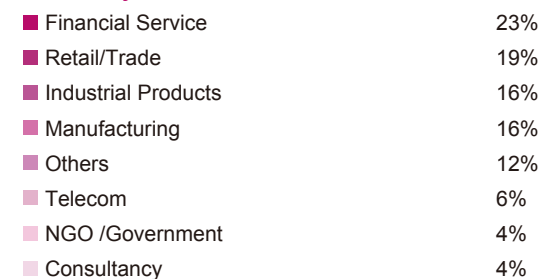 Financial Service 23%
Retail/Trade 19%
Industrial Products 16%
Manufacturing 16%
Others 12%
Telecom 6%
NGO /Government 4%
Consultancy 4%